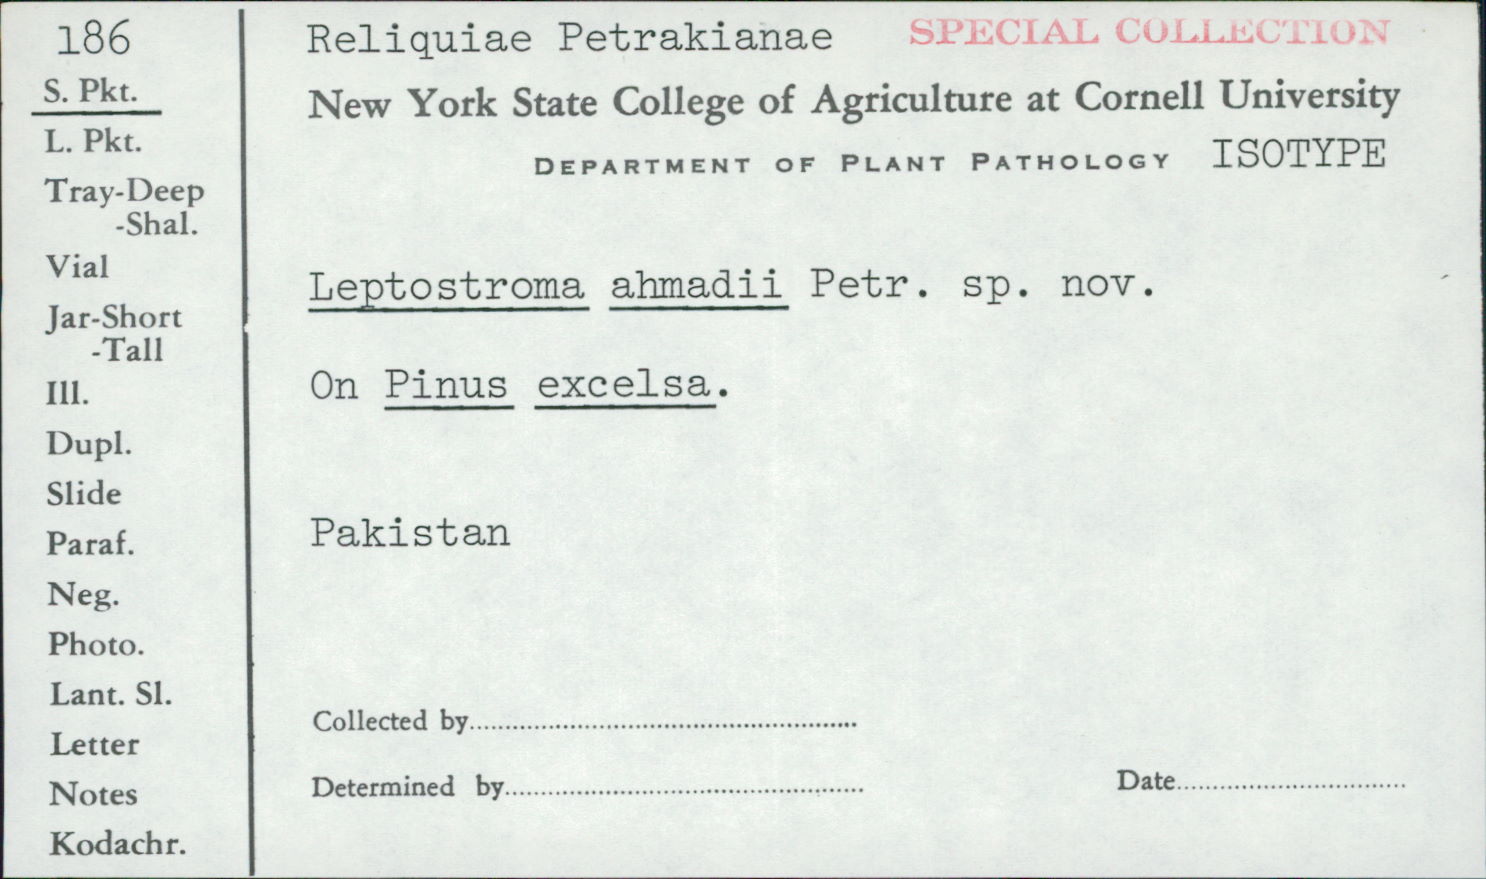 186
S. Pkt.
L. Pkt.
Tray-Deep
-Shal.
Vial
Jar-Short
-Tall
Ill.
Dupl.
Slide
Paraf.
Neg.
Photo.
Lant. Sl.
Letter
Notes
Kodachr.
Reliquiae Petrakianae SPECIAL COLLECTION
New York State College of Agriculture at Cornell University
DEPARTMENT OF PLANT PATHOLOGY ISOTYPE
Leptostroma ahmadii Petr. sp. nov.
On Pinus excelsa.
Pakistan
Collected by
Determined by
Date